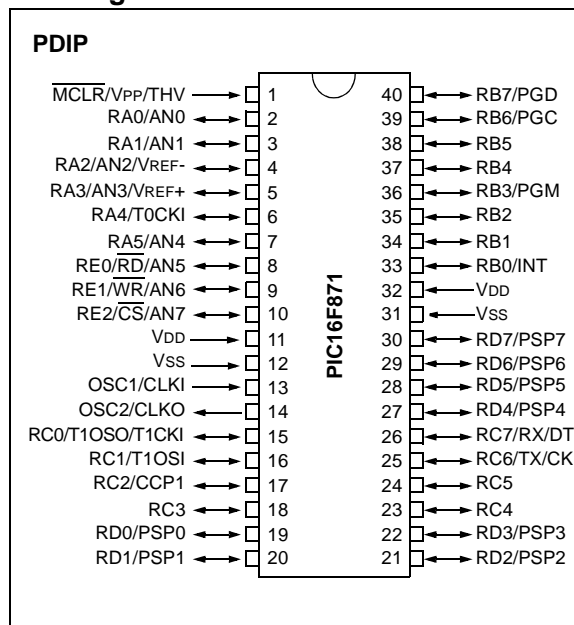 PDIP
MCLR/VPP/THV 1 40 RB7/PGD
RA0/AN0 2 39 RB6/PGC
RA1/AN1 3 38 RB5
RA2/AN2/VREF- 4 37 RB4
RA3/AN3/VREF+ 5 36 RB3/PGM
RA4/T0CKI 6 35 RB2
RA5/AN4 7 34 RB1
RE0/RD/AN5 8 33 RB0/INT
RE1/WR/AN6 9 32 VDD
RE2/CS/AN7 10 31 VSS
VDD 11 30 RD7/PSP7
VSS 12 29 RD6/PSP6
OSC1/CLKI 13 28 RD5/PSP5
OSC2/CLKO 14 27 RD4/PSP4
RC0/T1OSO/T1CKI 15 26 RC7/RX/DT
RC1/T1OSI 16 25 RC6/TX/CK
RC2/CCP1 17 24 RC5
RC3 18 23 RC4
RD0/PSP0 19 22 RD3/PSP3
RD1/PSP1 20 21 RD2/PSP2
PIC16F871